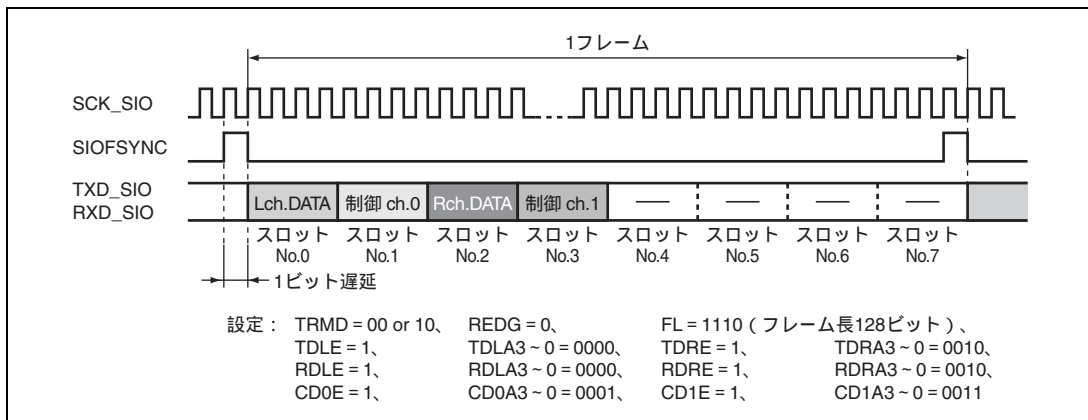 1フレーム
SCK_SIO
SIOFSYNC
TXD_SIO
RXD_SIO
Lch.DATA 制御 ch.0 Rch.DATA 制御 ch.1 — — — —
スロット スロット スロット スロット スロット スロット スロット スロット
No.0 No.1 No.2 No.3 No.4 No.5 No.6 No.7
1ビット遅延
設定： TRMD = 00 or 10、 REDG = 0、 FL = 1110（フレーム長128ビット）、
TDLE = 1、 TDLA3～0 = 0000、 TDRE = 1、 TDRA3～0 = 0010、
RDLE = 1、 RDLA3～0 = 0000、 RDRE = 1、 RDRA3～0 = 0010、
CD0E = 1、 CD0A3～0 = 0001、 CD1E = 1、 CD1A3～0 = 0011